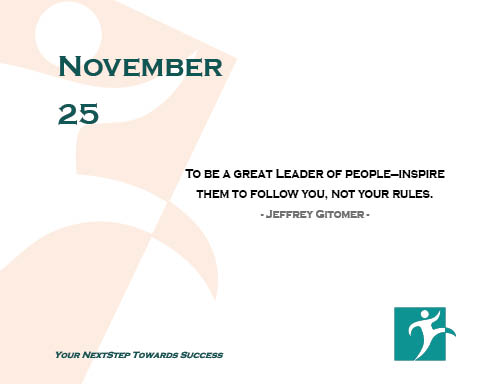 November
25
To be a great Leader of people—inspire
them to follow you, not your rules.
- Jeffrey Gitomer -
Your NextStep Towards Success